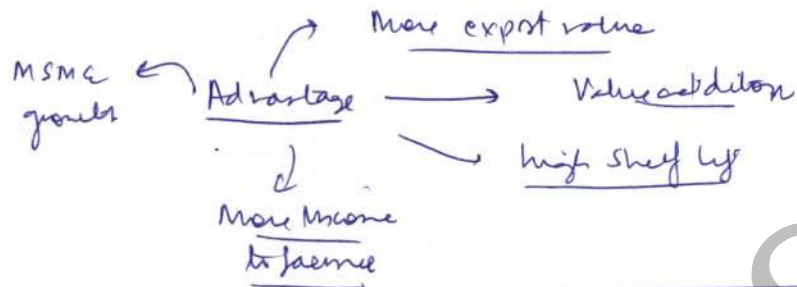 More export value
MSME growth
Advantage
Value addition
high shelf life
More income
to farmer